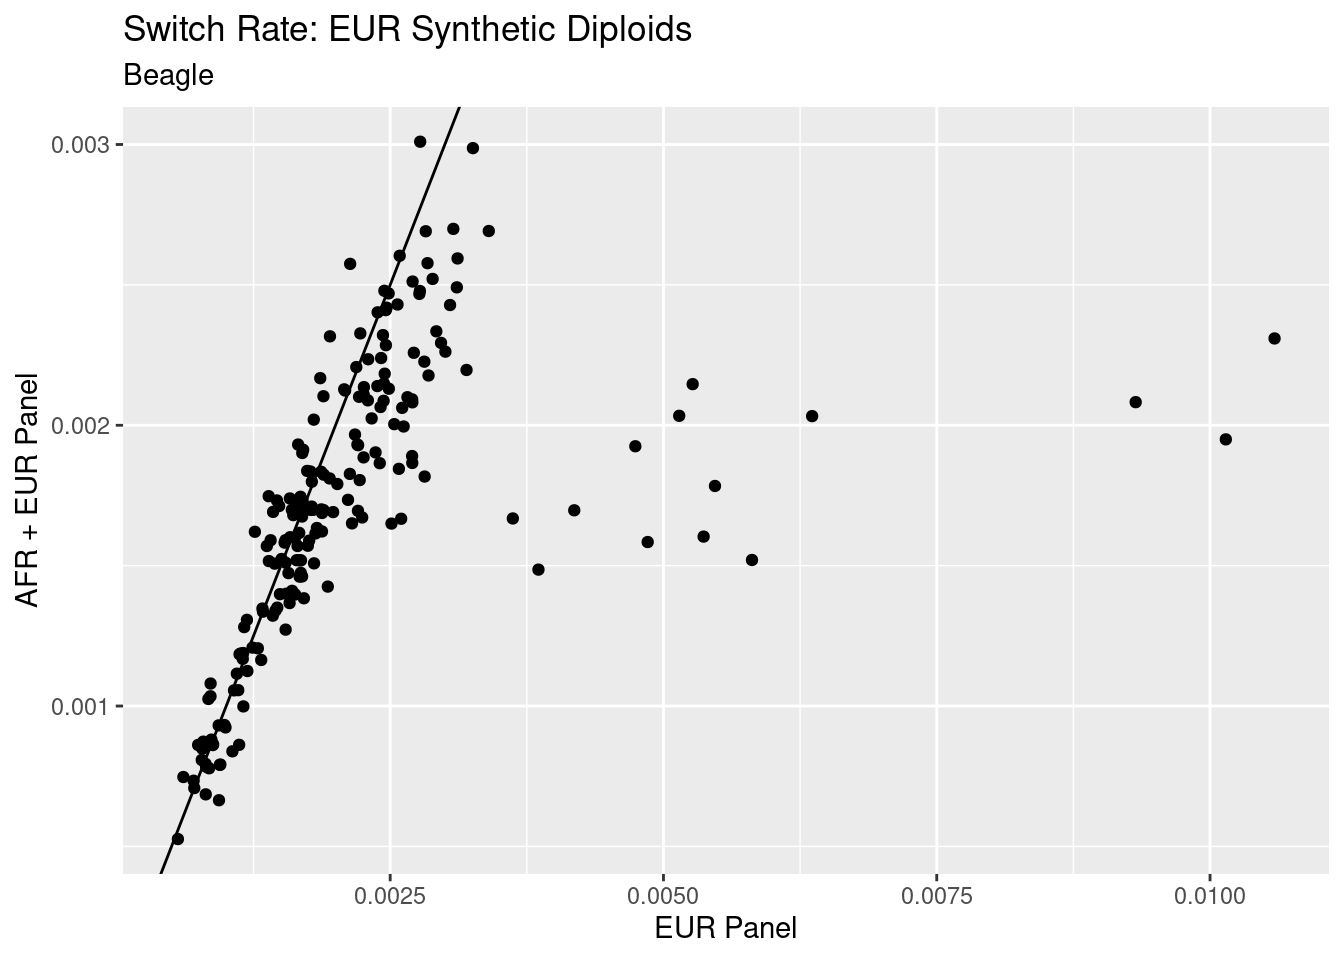 Switch Rate: EUR Synthetic Diploids
Beagle
AFR + EUR Panel
0.003
0.002
0.001
0.0025 0.0050 0.0075 0.0100
EUR Panel